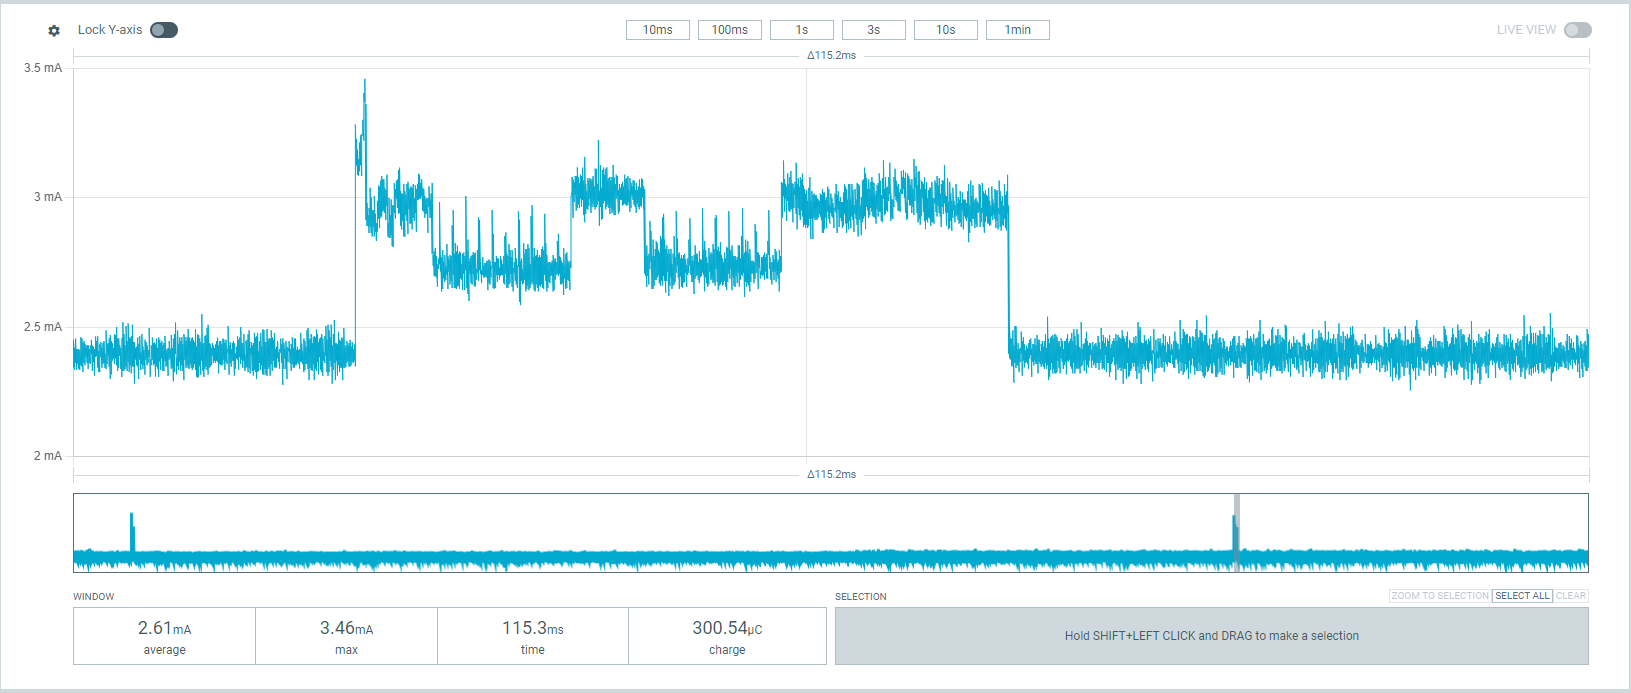 Lock Y-axis 10ms 100ms 1s 3s 10s 1min LIVE VIEW
Δ115.2ms
3.5 mA
3 mA
2.5 mA
2 mA
Δ115.2ms
WINDOW SELECTION ZOOM TO SELECTION SELECT ALL CLEAR
2.61mA 3.46mA 115.3ms 300.54μC
average max time charge
Hold SHIFT+LEFT CLICK and DRAG to make a selection